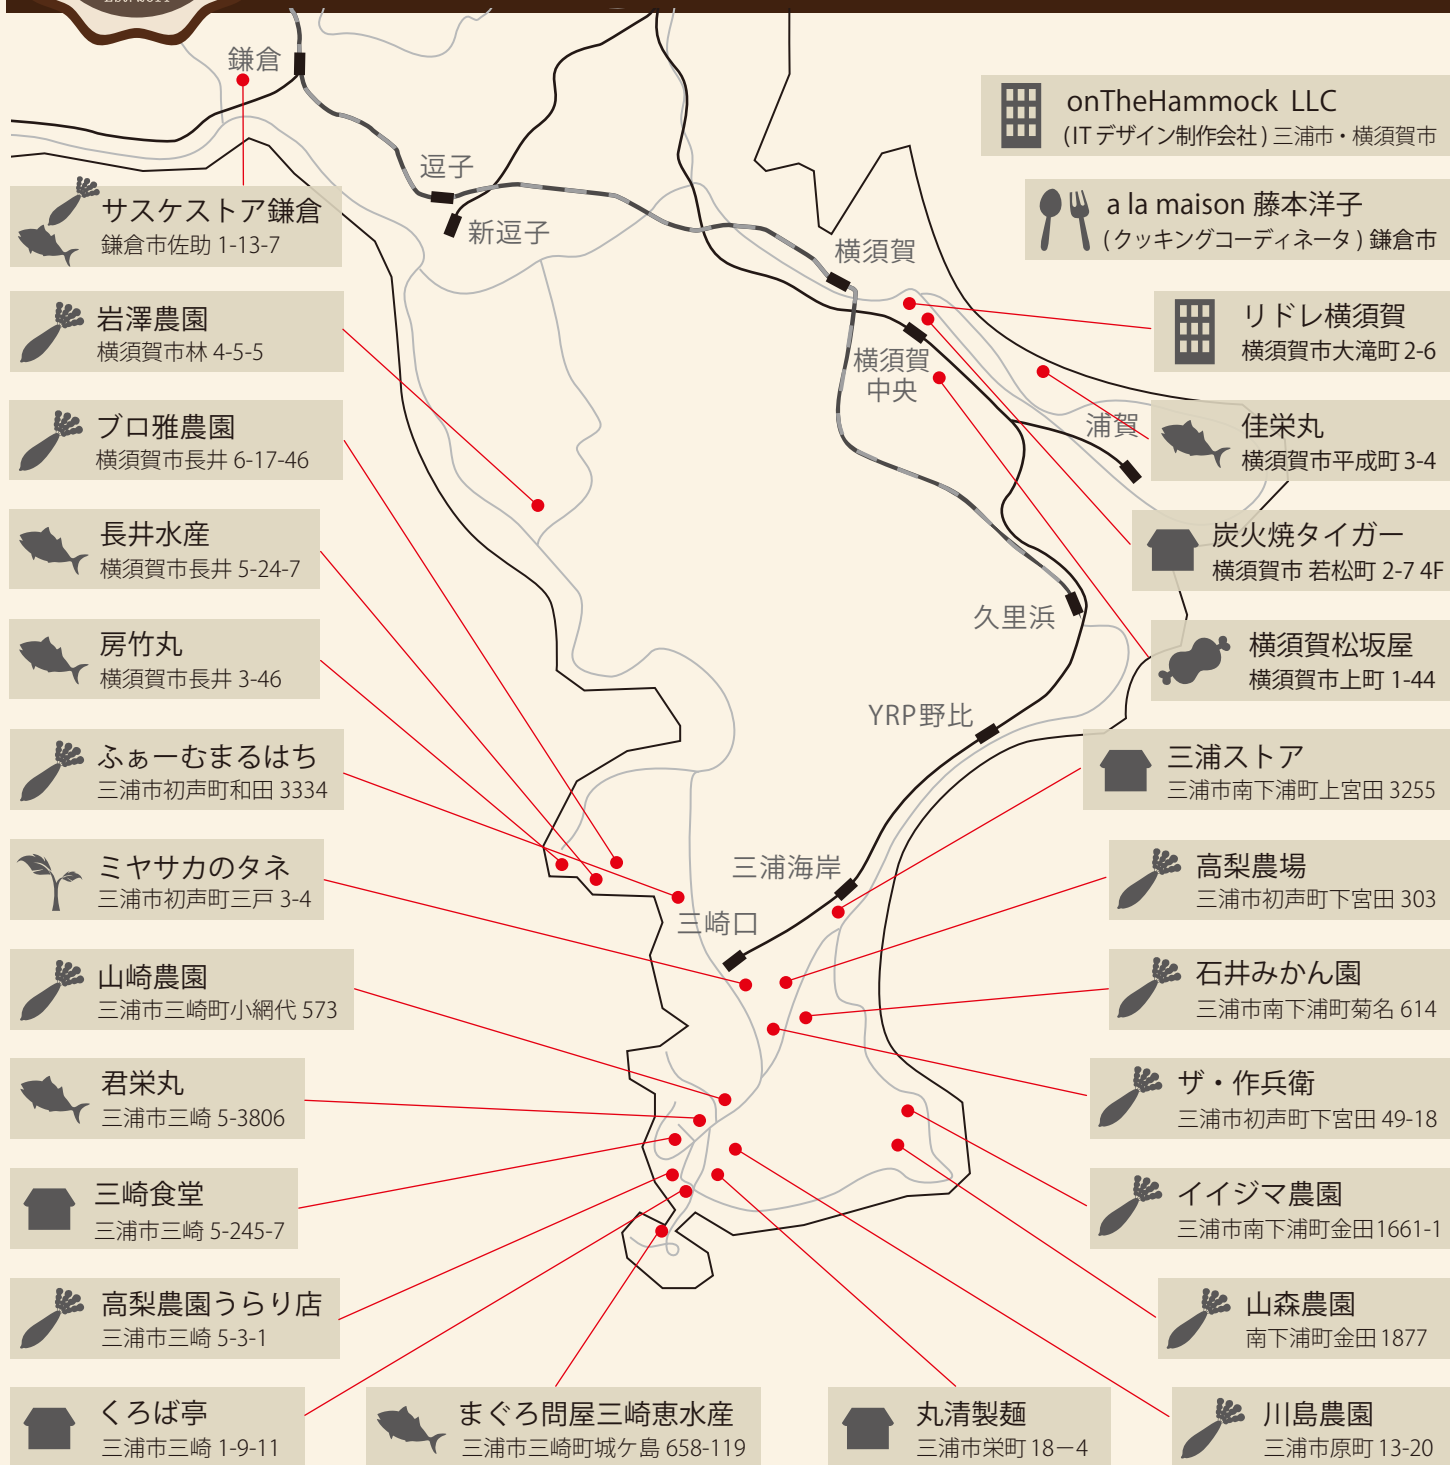 Est. 2011
鎌倉
逗子
新逗子
横須賀
横須賀
中央
浦賀
久里浜
YRP野比
三浦海岸
三崎口
サスケストア鎌倉
鎌倉市佐助 1-13-7
岩澤農園
横須賀市林 4-5-5
ブロ雅農園
横須賀市長井 6-17-46
長井水産
横須賀市長井 5-24-7
房竹丸
横須賀市長井 3-46
ふぁーむまるはち
三浦市初声町和田 3334
ミヤサカのタネ
三浦市初声町三戸 3-4
山崎農園
三浦市三崎町小網代 573
君栄丸
三浦市三崎 5-3806
三崎食堂
三浦市三崎 5-245-7
高梨農園うらり店
三浦市三崎 5-3-1
くろば亭
三浦市三崎 1-9-11
まぐろ問屋三崎恵水産
三浦市三崎町城ケ島 658-119
丸清製麺
三浦市栄町 18ー4
onTheHammock LLC
(IT デザイン制作会社) 三浦市・横須賀市
a la maison 藤本洋子
(クッキングコーディネータ) 鎌倉市
リドレ横須賀
横須賀市大滝町 2-6
佳栄丸
横須賀市平成町 3-4
炭火焼タイガー
横須賀市 若松町 2-7 4F
横須賀松坂屋
横須賀市上町 1-44
三浦ストア
三浦市南下浦町上宮田 3255
高梨農場
三浦市初声町下宮田 303
石井みかん園
三浦市南下浦町菊名 614
ザ・作兵衛
三浦市初声町下宮田 49-18
イイジマ農園
三浦市南下浦町金田1661-1
山森農園
南下浦町金田 1877
川島農園
三浦市原町 13-20